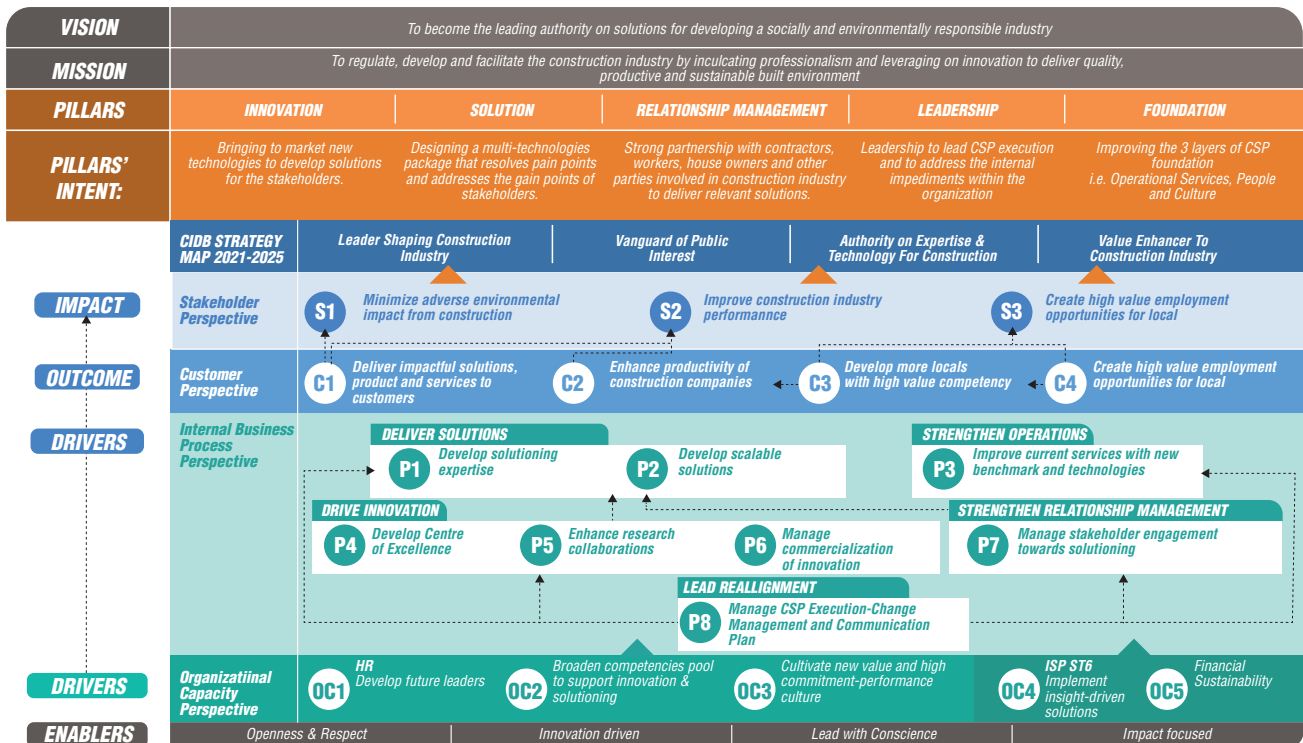 VISION
To become the leading authority on solutions for developing a socially and environmentally responsible industry
MISSION
To regulate, develop and facilitate the construction industry by inculcating professionalism and leveraging on innovation to deliver quality,
productive and sustainable built environment
PILLARS
INNOVATION
SOLUTION
RELATIONSHIP MANAGEMENT
LEADERSHIP
FOUNDATION
PILLARS'
INTENT:
Bringing to market new
technologies to develop solutions
for the stakeholders.
Designing a multi-technologies
package that resolves pain points
and addresses the gain points of
stakeholders.
Strong partnership with contractors,
workers, house owners and other
parties involved in construction industry
to deliver relevant solutions.
Leadership to lead CSP execution
and to address the internal
impediments within the
organization
Improving the 3 layers of CSP
foundation
i.e. Operational Services, People
and Culture
CIDB STRATEGY
MAP 2021-2025
Leader Shaping Construction
Industry
Vanguard of Public
Interest
Authority on Expertise &
Technology For Construction
Value Enhancer To
Construction Industry
IMPACT
Stakeholder
Perspective
S1
Minimize adverse environmental
impact from construction
S2
Improve construction industry
performannce
S3
Create high value employment
opportunities for local
OUTCOME
Customer
Perspective
C1
Deliver impactful solutions,
product and services to
customers
C2
Enhance productivity of
construction companies
C3
Develop more locals
with high value competency
C4
Create high value employment
opportunities for local
DRIVERS
Internal Business
Process
Perspective
DELIVER SOLUTIONS
P1
Develop solutioning
expertise
P2
Develop scalable
solutions
STRENGTHEN OPERATIONS
P3
Improve current services with new
benchmark and technologies
DRIVE INNOVATION
P4
Develop Centre
of Excellence
P5
Enhance research
collaborations
P6
Manage
commercialization
of innovation
STRENGTHEN RELATIONSHIP MANAGEMENT
P7
Manage stakeholder engagement
towards solutioning
LEAD REALLIGNMENT
P8
Manage CSP Execution-Change
Management and Communication
Plan
DRIVERS
Organizatiinal
Capacity
Perspective
OC1
HR
Develop future leaders
OC2
Broaden competencies pool
to support innovation &
solutioning
OC3
Cultivate new value and high
commitment-performance
culture
OC4
ISP ST6
Implement
insight-driven
solutions
OC5
Financial
Sustainability
ENABLERS
Openness & Respect
Innovation driven
Lead with Conscience
Impact focused